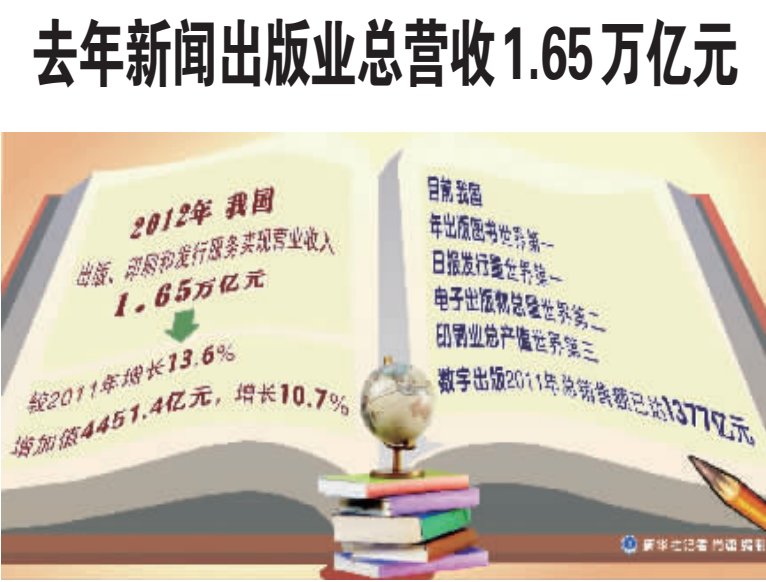 去年新闻出版业总营收1.65万亿元
2012年 我国
出版、印刷和发行服务实现营业收入
1.65万亿元
较2011年增长13.6%
增加值4451.4亿元，增长10.7%
目前我国
年出版图书世界第一
日报发行量世界第一
电子出版物总量世界第二
印刷业总产值世界第三
数字出版2011年总销售额已达1377亿元
新华社记者 肖潇 编制